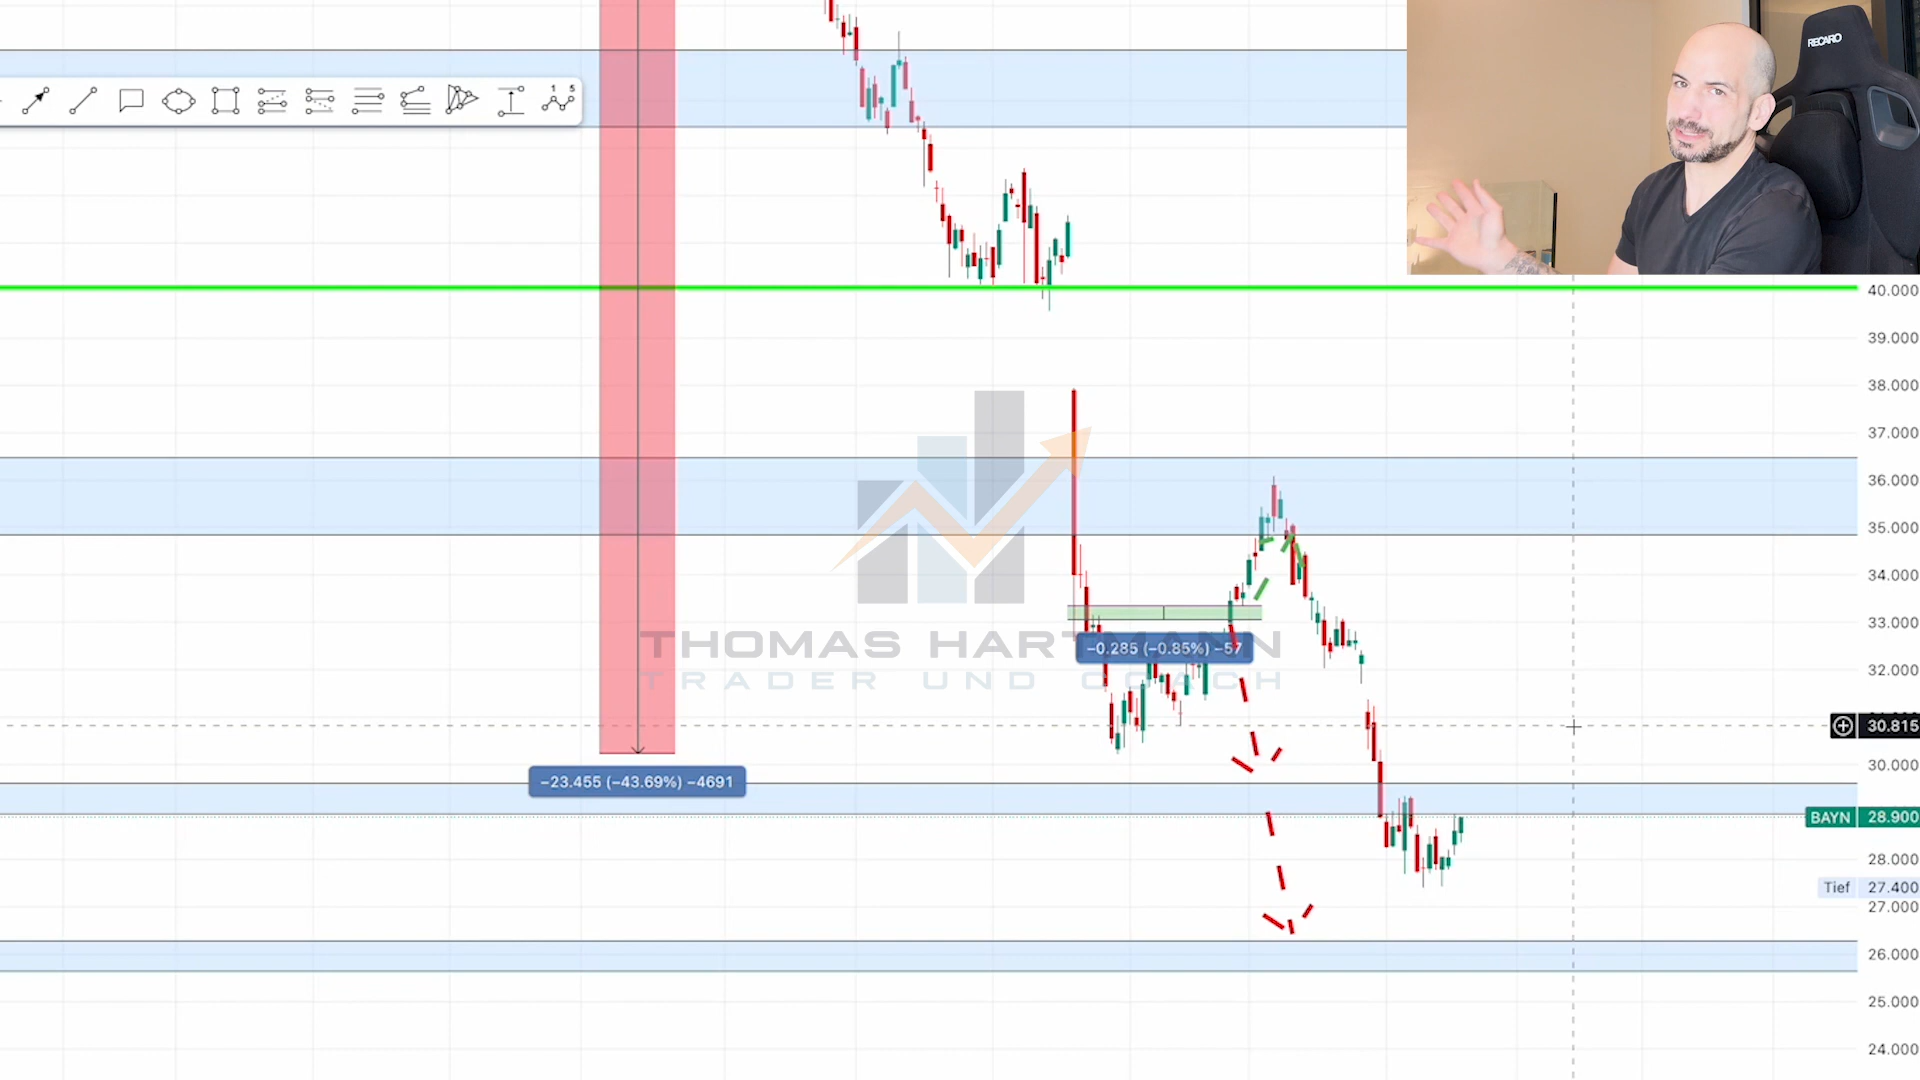 RECARO
1 5
40.000
39.000
38.000
37.000
36.000
35.000
34.000
33.000
THOMAS HARTMANN
−0.285 (−0.85%) −57
32.000
TRADER UND COACH
30.815
30.000
−23.455 (−43.69%) −4691
BAYN 28.900
28.000
Tief 27.400
27.000
26.000
25.000
24.000